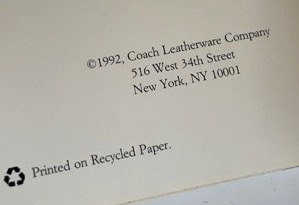 ©1992, Coach Leatherware Company
516 West 34th Street
New York, NY 10001
Printed on Recycled Paper.